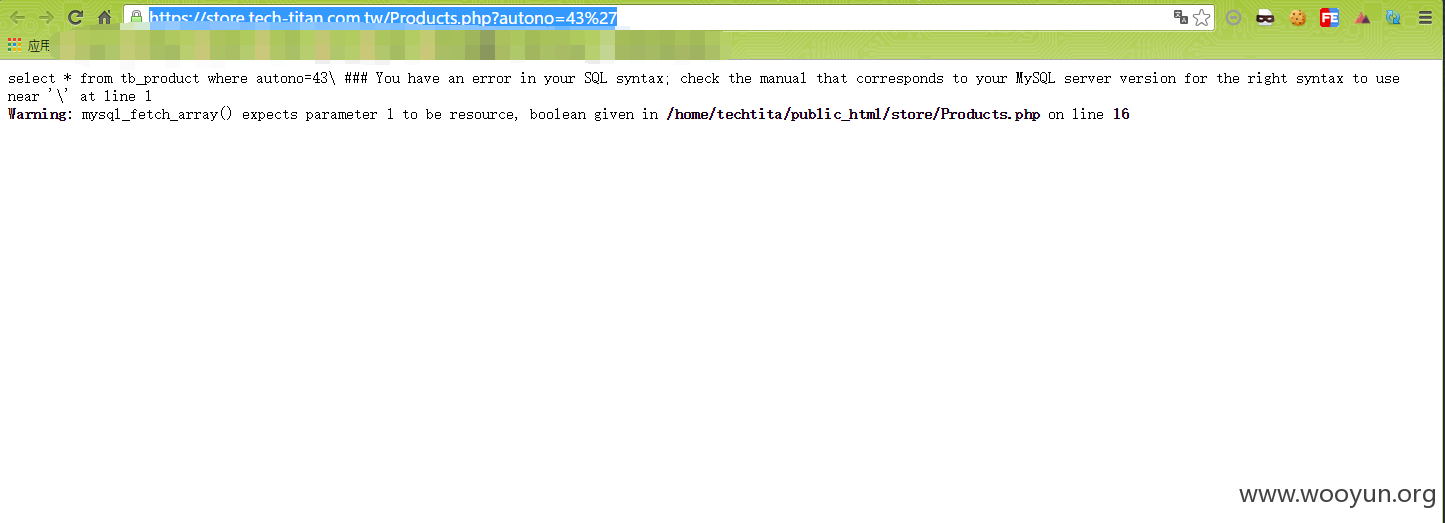 https://store.tech-titan.com.tw/Products.php?autono=43%27
应用
select * from tb_product where autono=43\ ### You have an error in your SQL syntax; check the manual that corresponds to your MySQL server version for the right syntax to use
near '\' at line 1
Warning: mysql_fetch_array() expects parameter 1 to be resource, boolean given in /home/techtita/public_html/store/Products.php on line 16
www.wooyun.org